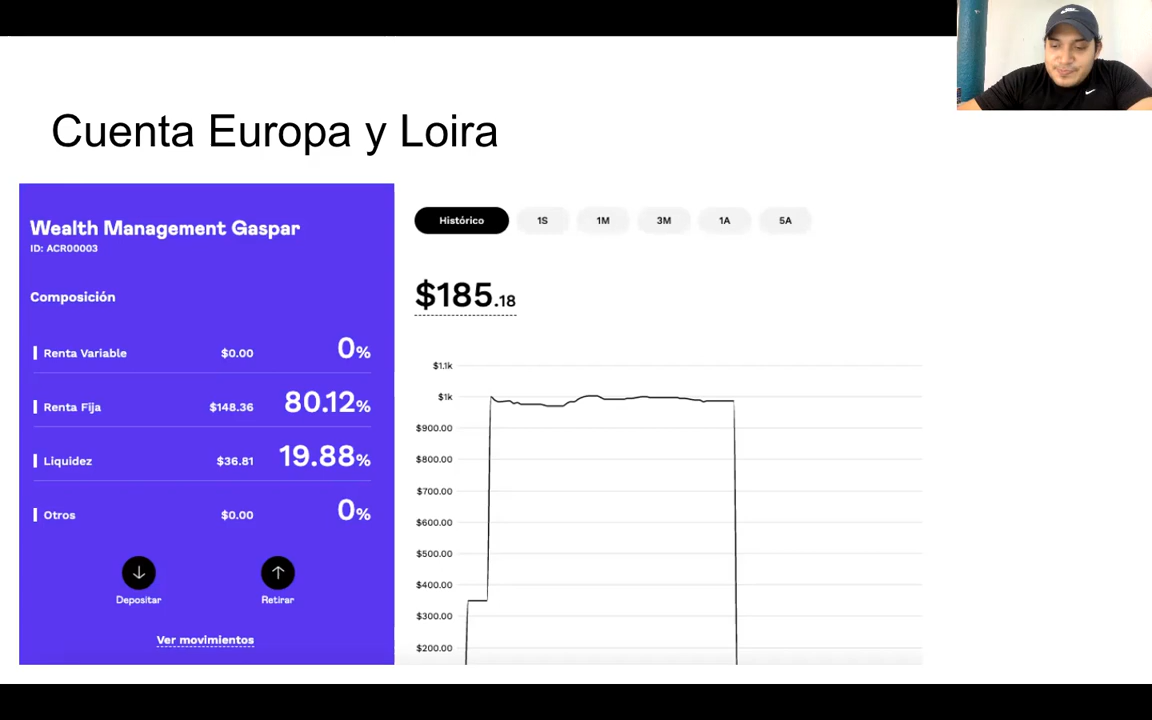 Cuenta Europa y Loira
Wealth Management Gaspar
ID: ACR00003
Composición
Renta Variable $0.00 0%
Renta Fija $148.36 80.12%
Liquidez $36.81 19.88%
Otros $0.00 0%
Depositar Retirar
Ver movimientos
Histórico 1S 1M 3M 1A 5A
$185.18
$1.1k
$1k
$900.00
$800.00
$700.00
$600.00
$500.00
$400.00
$300.00
$200.00